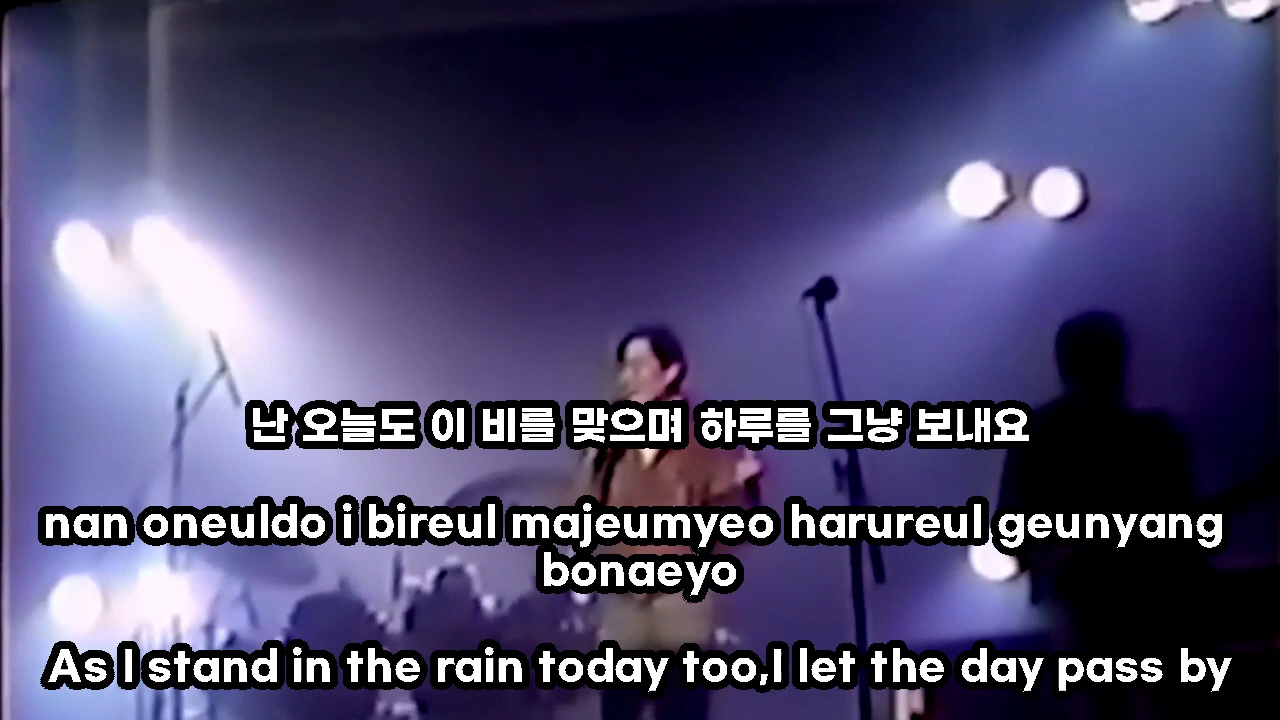 난 오늘도 이 비를 맞으며 하루를 그냥 보내요
nan oneuldo i bireul majeumyeo harureul geunyang
bonaeyo
As I stand in the rain today too,I let the day pass by